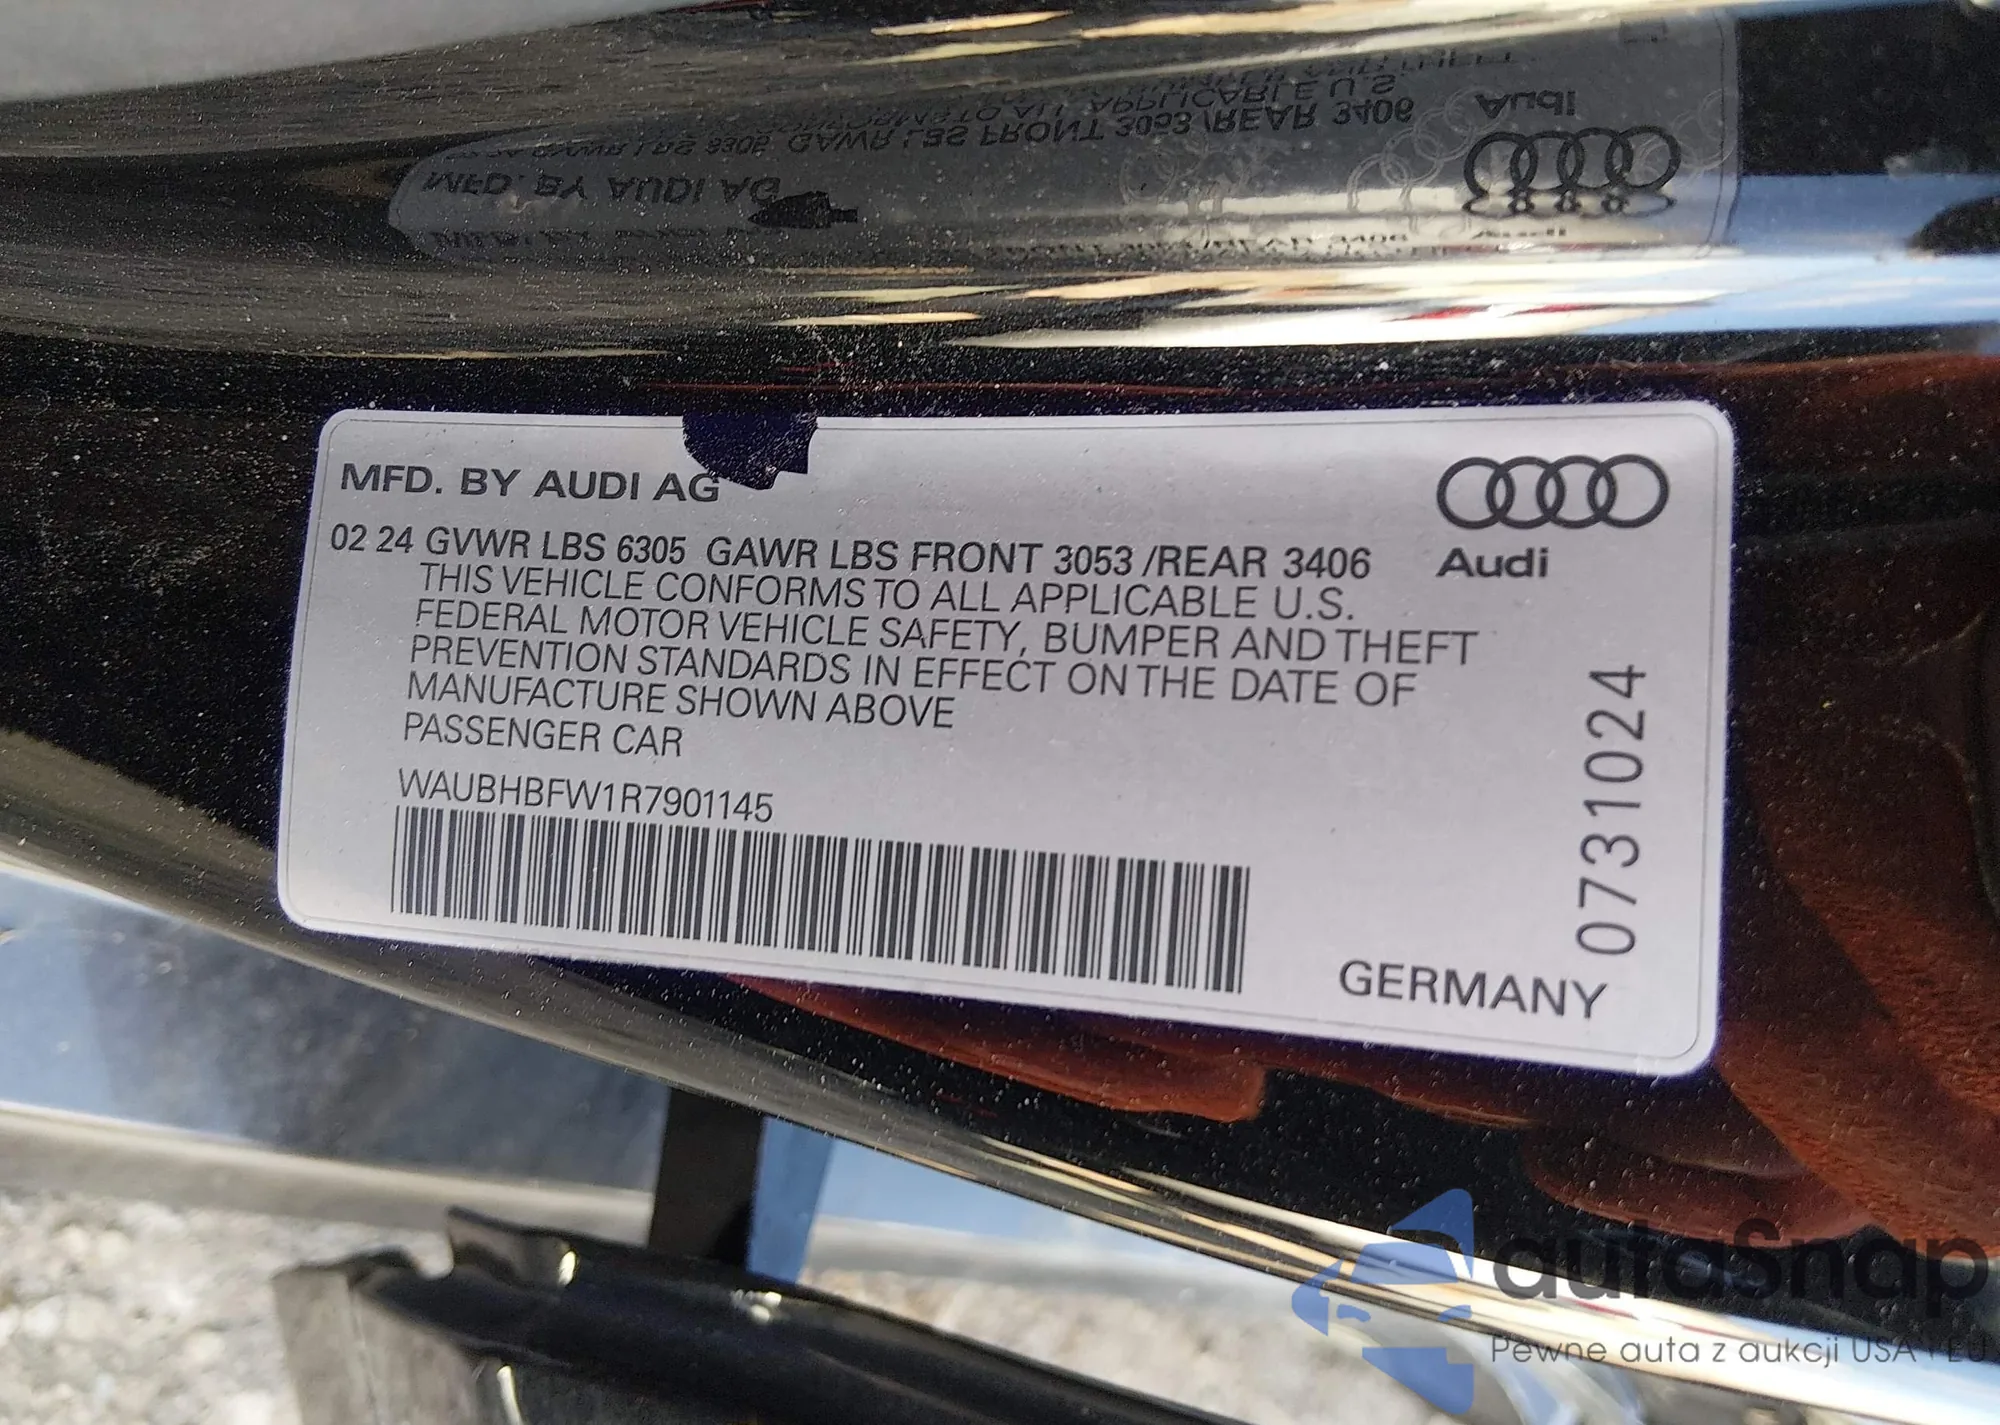 MFD. BY AUDI AG
02 24 GVWR LBS 6305 GAWR LBS FRONT 3053 /REAR 3406
THIS VEHICLE CONFORMS TO ALL APPLICABLE U.S.
FEDERAL MOTOR VEHICLE SAFETY, BUMPER AND THEFT
PREVENTION STANDARDS IN EFFECT ON THE DATE OF
MANUFACTURE SHOWN ABOVE
PASSENGER CAR
WAUBHBFW1R7901145
Audi
0731024
GERMANY
autaSnap
Pewne auta z aukcji USA i EU